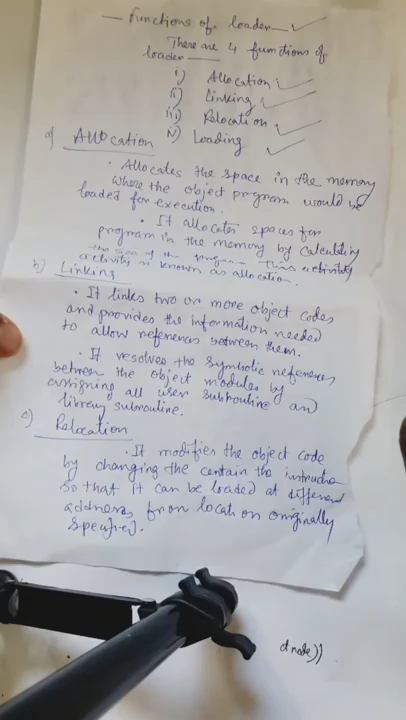 — Functions of loader —
There are 4 functions of
loader —
i) Allocation
ii) Linking
iii) Relocation
iv) Loading
a) Allocation
• Allocates the space in the memory
where the object program would be
loaded for execution.
• It allocates spaces for
program in the memory by calculating
the size of the program. This activity
activity is known as allocation.
b) Linking
• It links two or more object codes
and provides the information needed
to allow references between them.
• It resolves the symbolic references
between the object modules by
assigning all user subroutine and
library subroutine.
c) Relocation
• It modifies the object code
by changing the certain the instructio
so that it can be loaded at different
address from location originally
specified.
ct node))